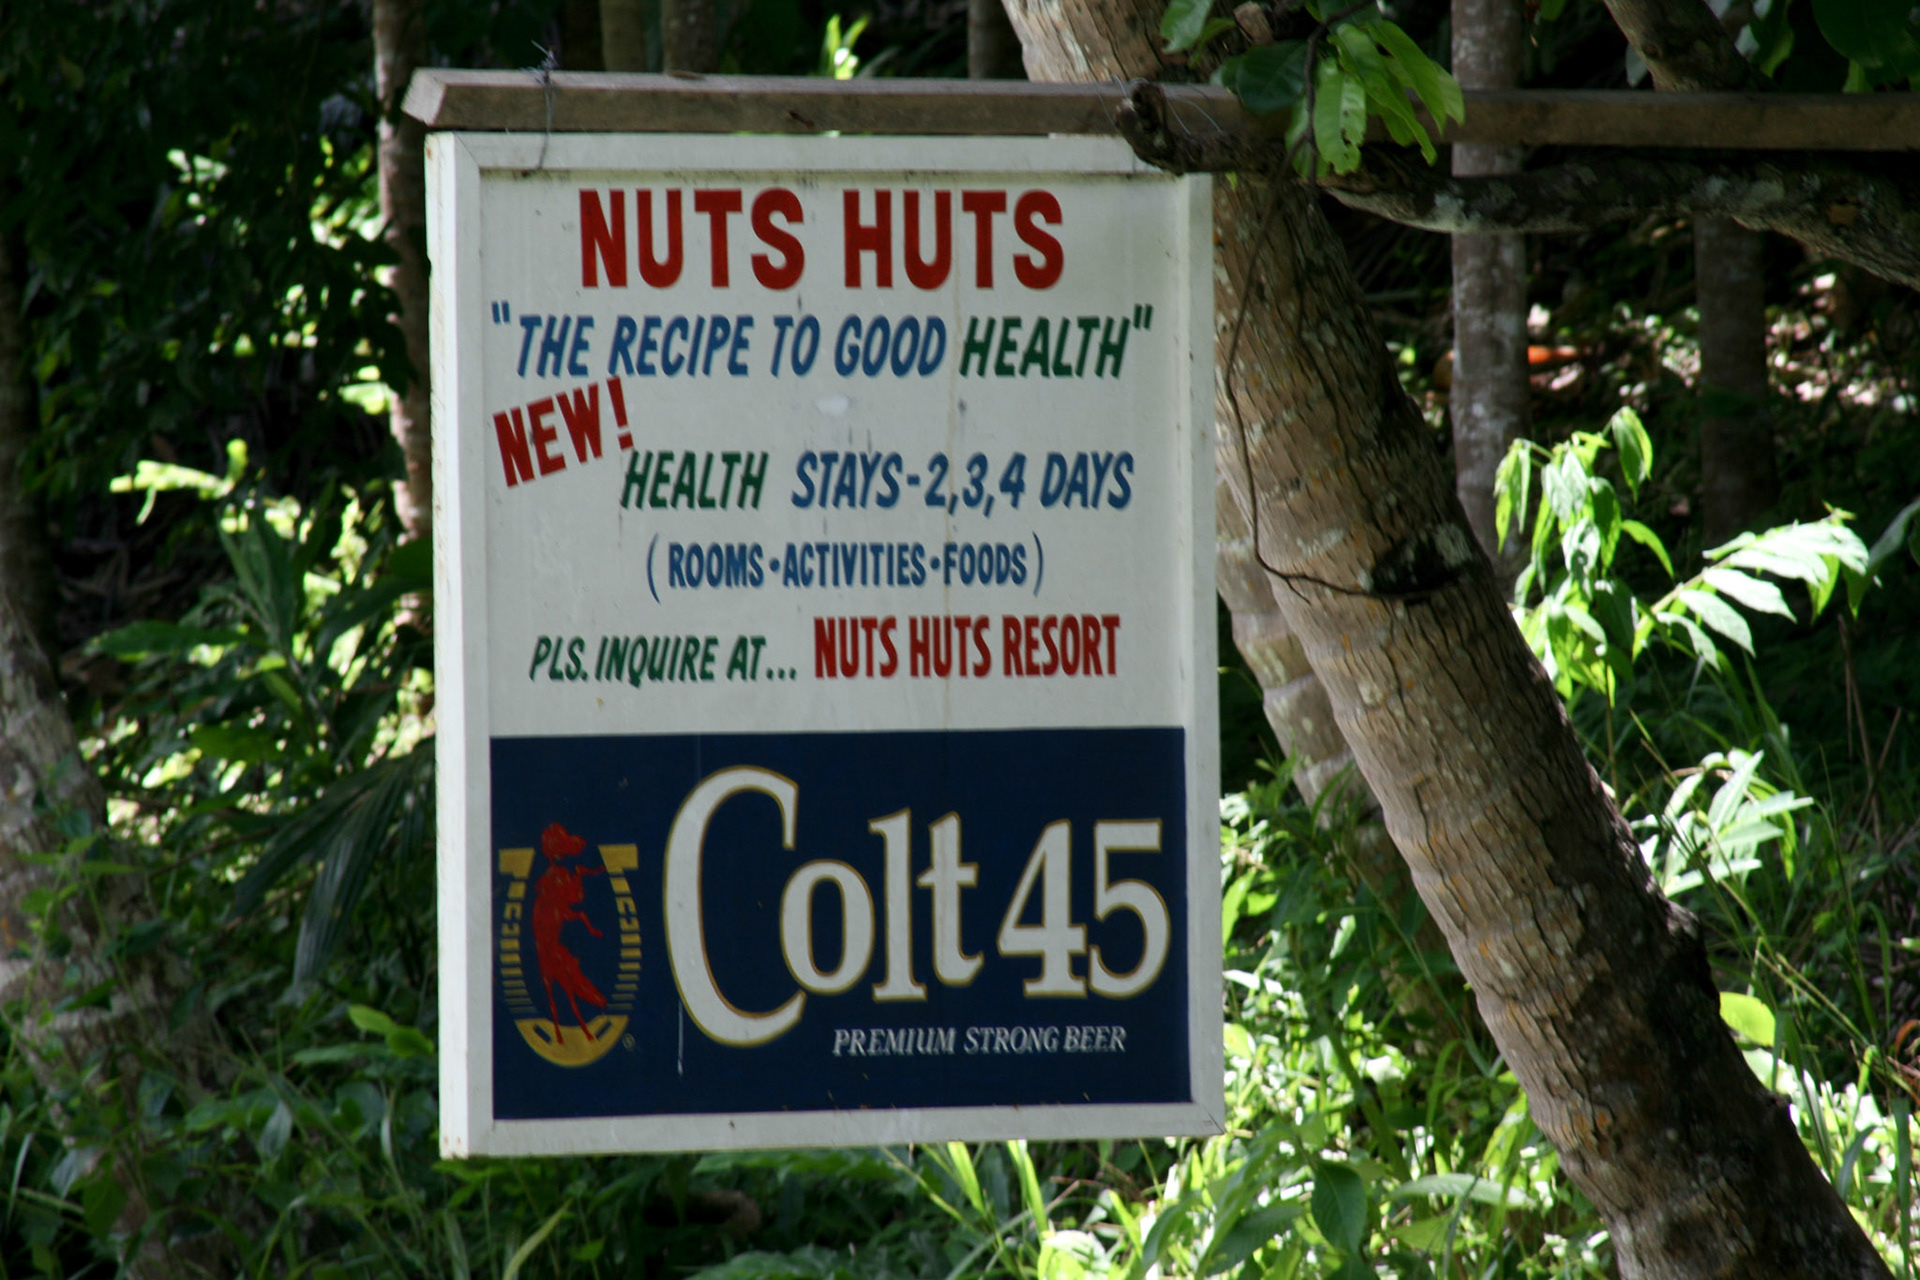 NUTS HUTS
"THE RECIPE TO GOOD HEALTH"
NEW!
HEALTH STAYS-2,3,4 DAYS
(ROOMS•ACTIVITIES•FOODS)
PLS. INQUIRE AT... NUTS HUTS RESORT
Colt 45
PREMIUM STRONG BEER
®